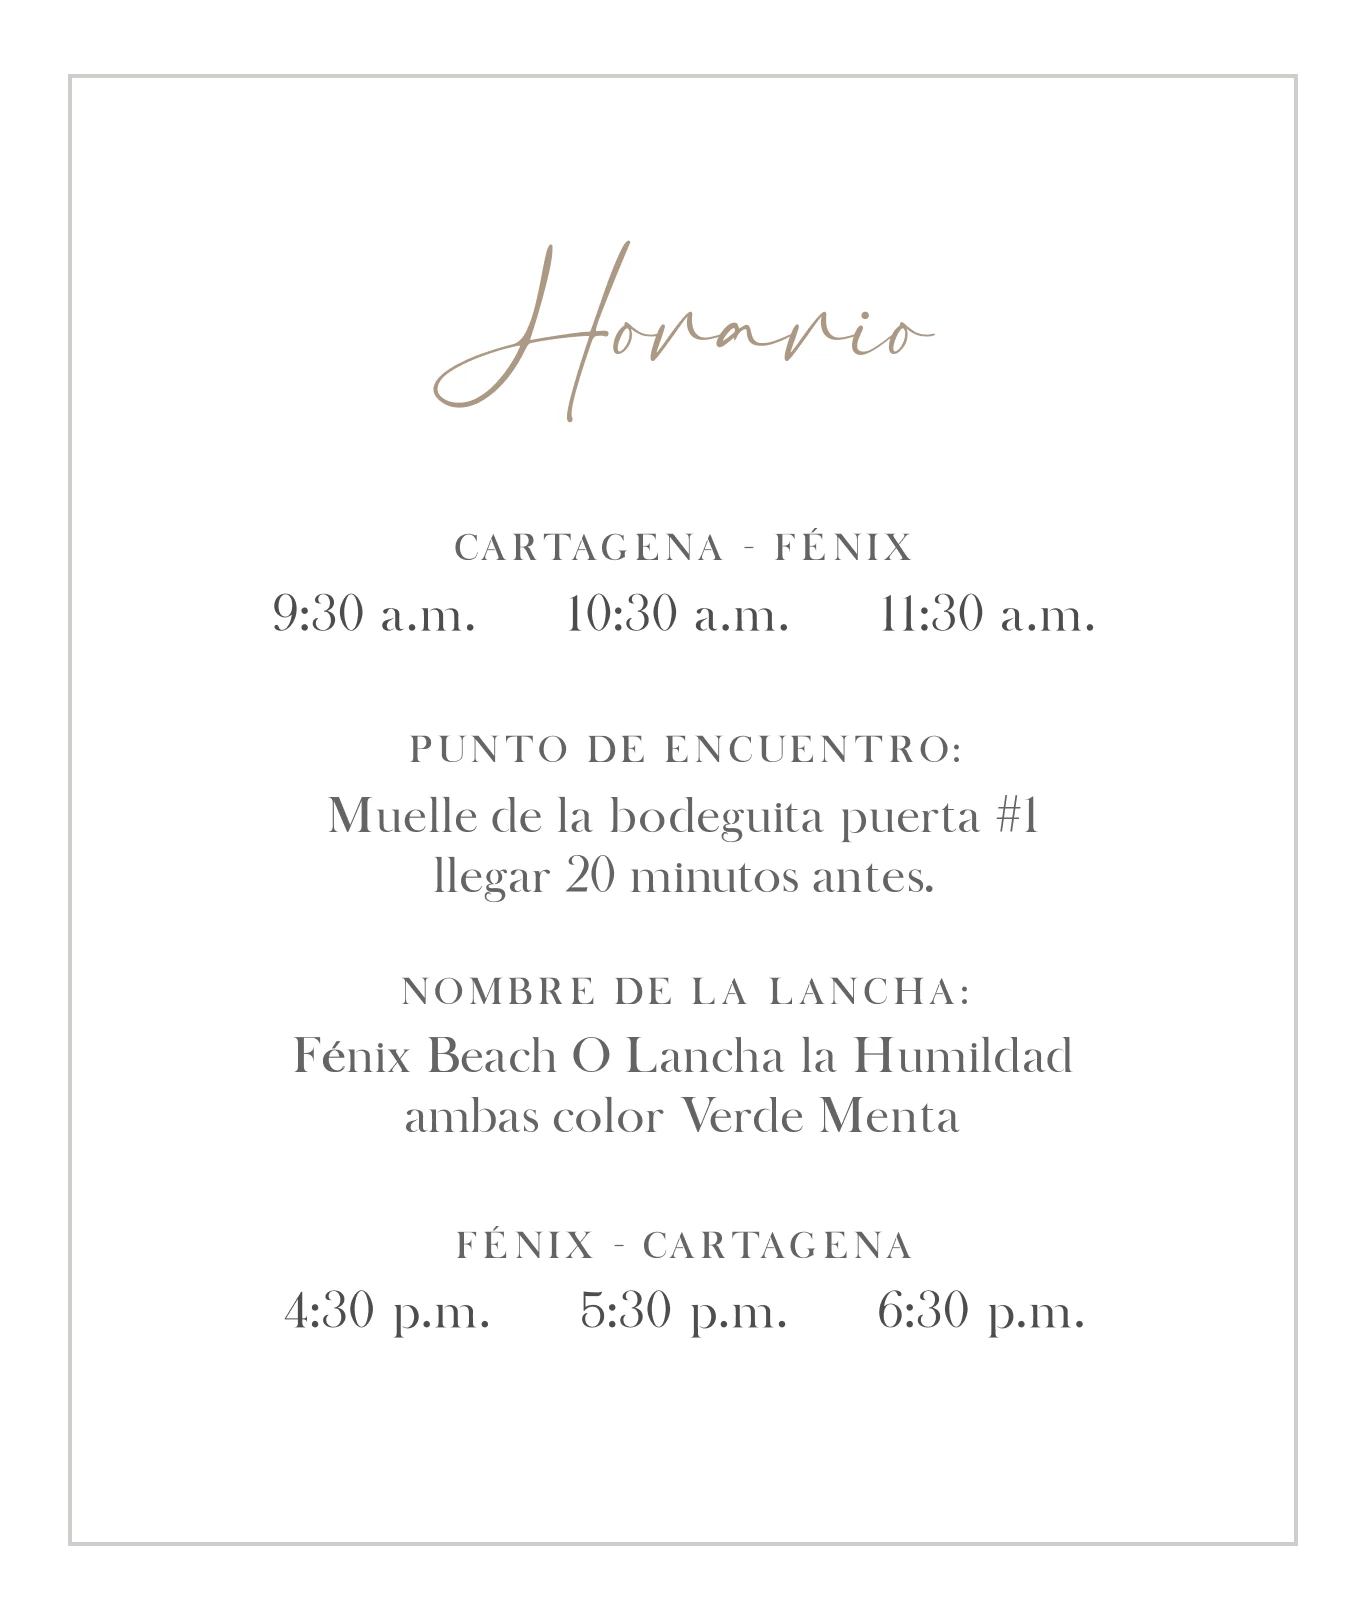 Horario
CARTAGENA - FÉNIX
9:30 a.m. 10:30 a.m. 11:30 a.m.
PUNTO DE ENCUENTRO:
Muelle de la bodeguita puerta #1
llegar 20 minutos antes.
NOMBRE DE LA LANCHA:
Fénix Beach O Lancha la Humildad
ambas color Verde Menta
FÉNIX - CARTAGENA
4:30 p.m. 5:30 p.m. 6:30 p.m.